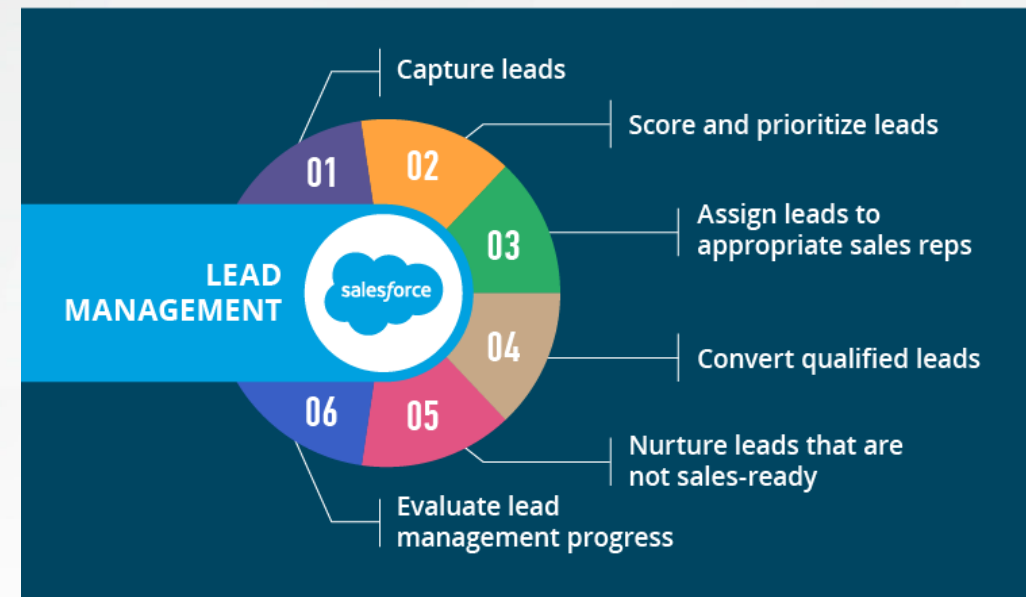 Capture leads
Score and prioritize leads
Assign leads to
appropriate sales reps
Convert qualified leads
Nurture leads that are
not sales-ready
Evaluate lead
management progress
01
02
03
04
05
06
LEAD
MANAGEMENT
salesforce